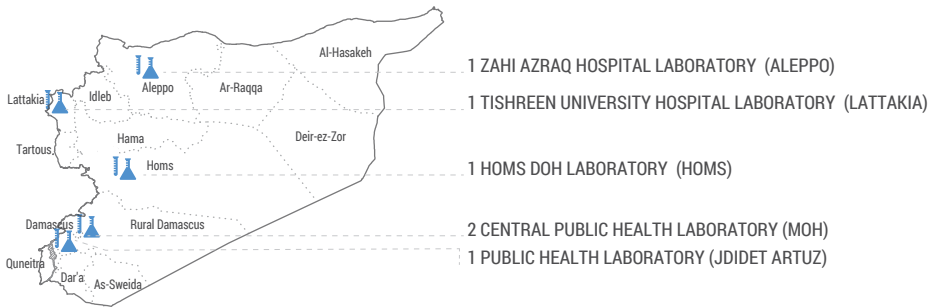 Al-Hasakeh
1 ZAHI AZRAQ HOSPITAL LABORATORY (ALEPPO)
Aleppo
Ar-Raqqa
Idleb
Lattakia
1 TISHREEN UNIVERSITY HOSPITAL LABORATORY (LATTAKIA)
Deir-ez-Zor
Hama
Tartous
Homs
1 HOMS DOH LABORATORY (HOMS)
Damascus
Rural Damascus
2 CENTRAL PUBLIC HEALTH LABORATORY (MOH)
1 PUBLIC HEALTH LABORATORY (JDIDET ARTUZ)
Quneitra
Dar'a
As-Sweida